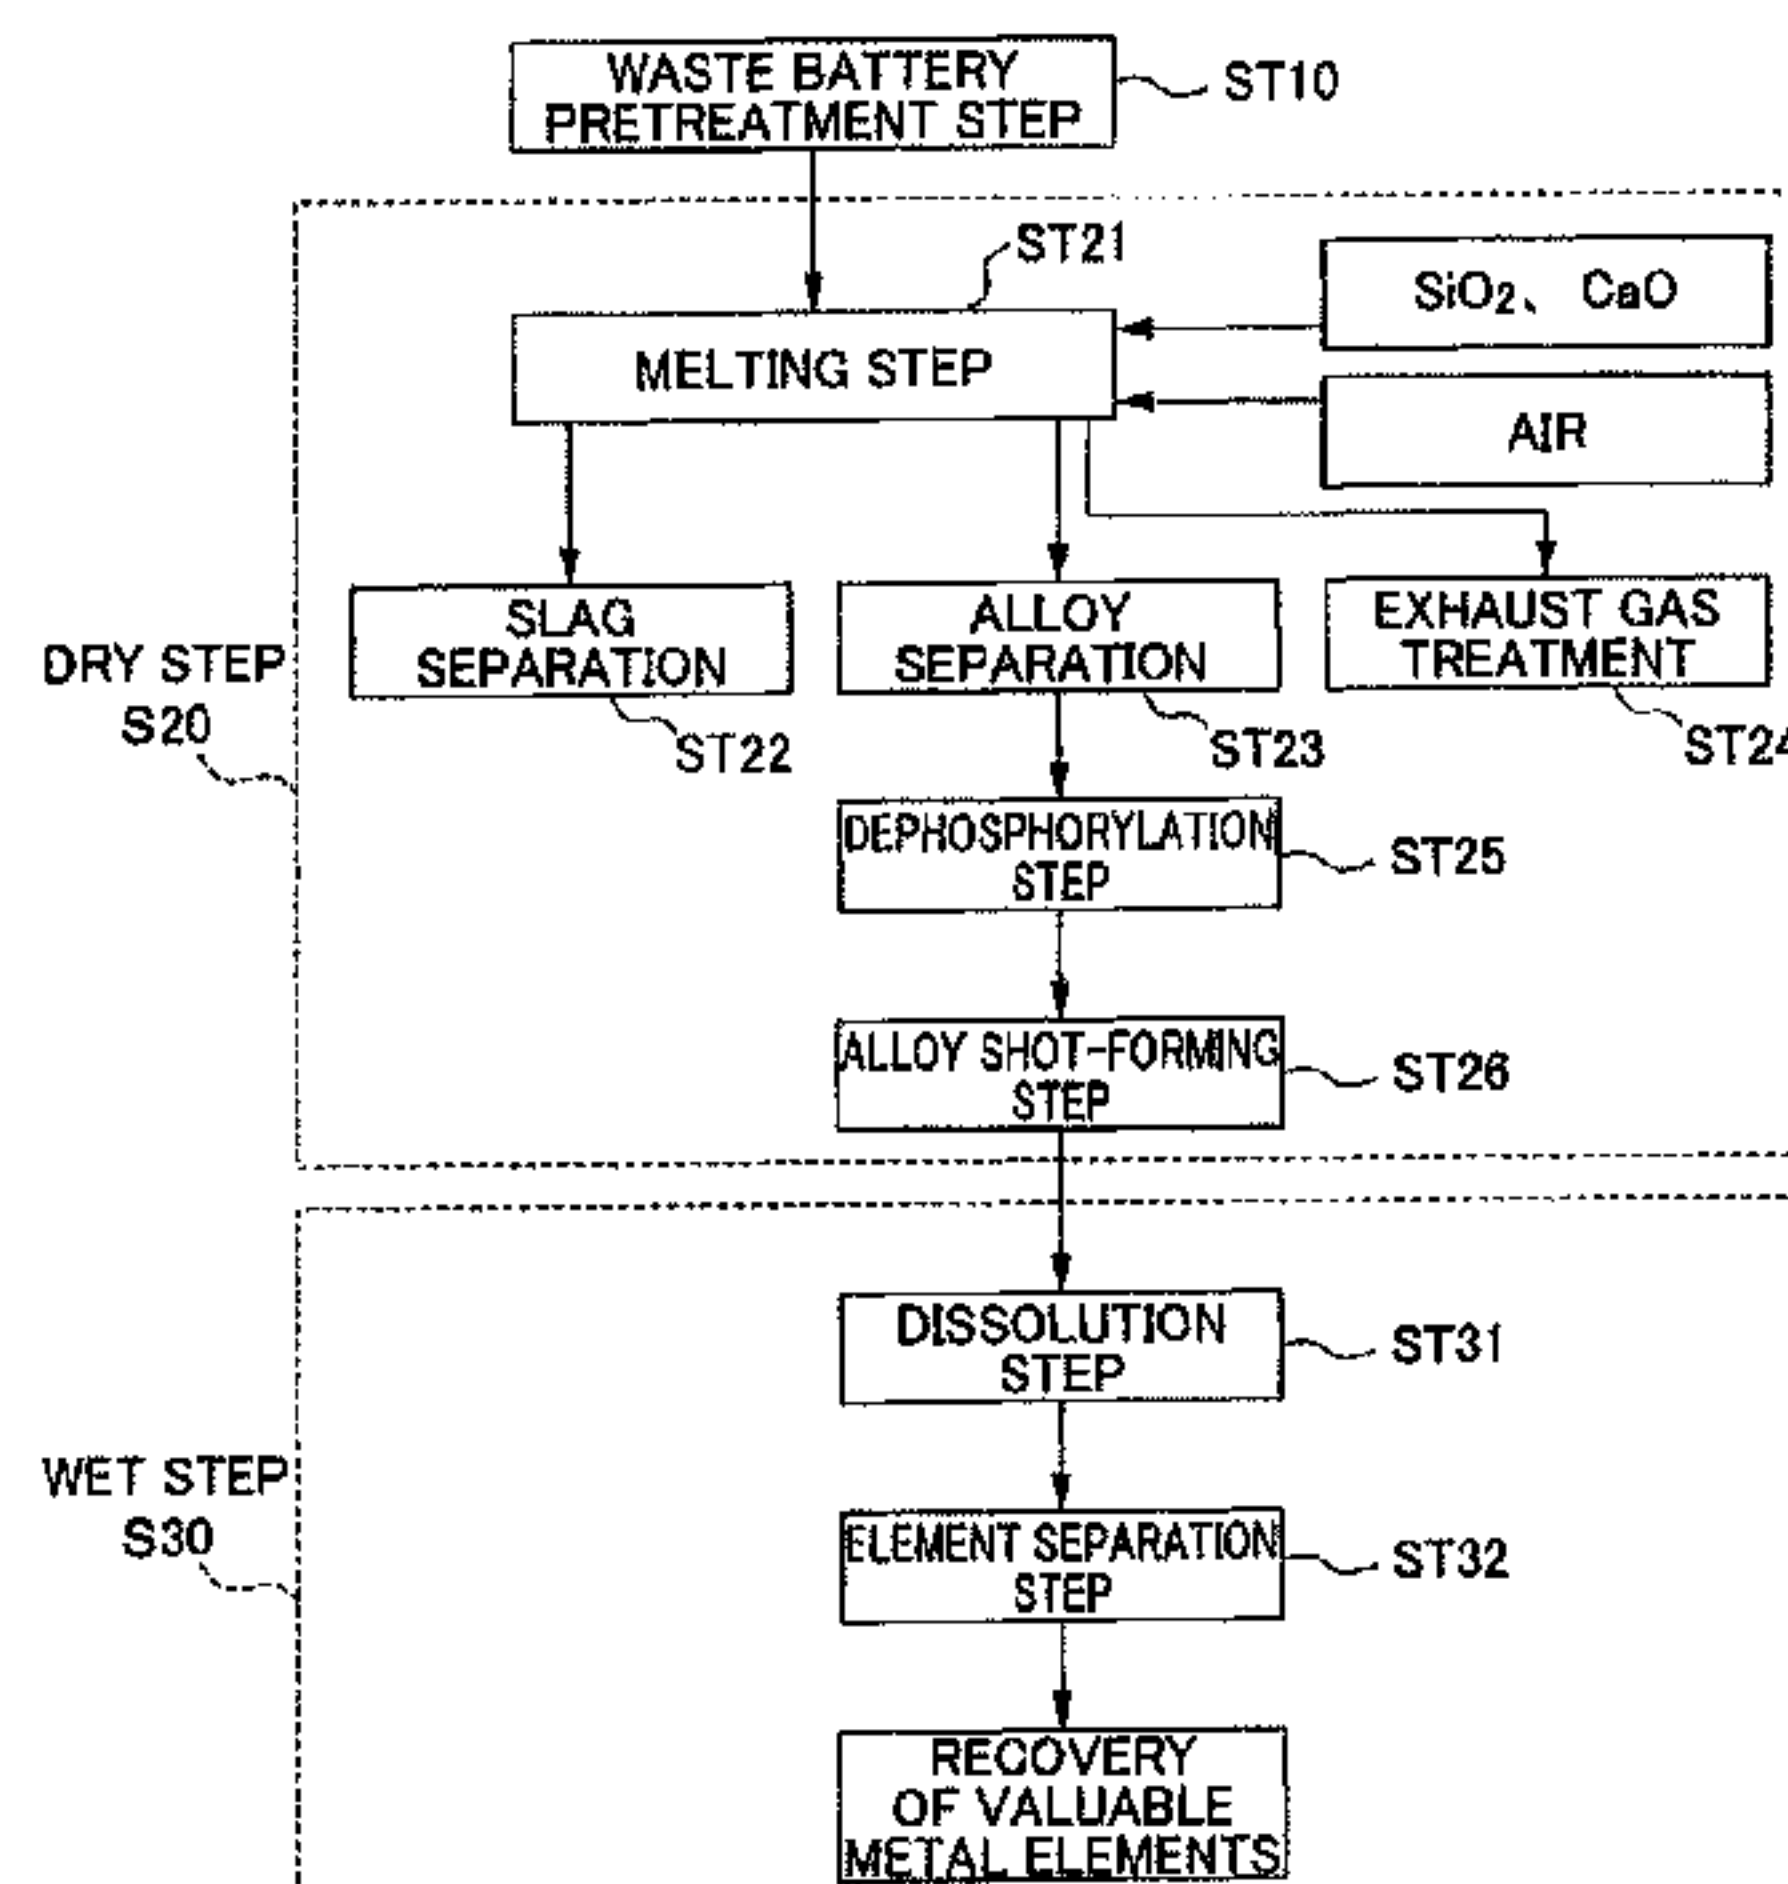 WASTE BATTERY
PRETREATMENT STEP
ST10
ST21
SiO2、 CaO
MELTING STEP
AIR
SLAG
SEPARATION
ALLOY
SEPARATION
EXHAUST GAS
TREATMENT
DRY STEP
S20
ST22
ST23
ST24
DEPHOSPHORYLATION
STEP
ST25
ALLOY SHOT-FORMING
STEP
ST26
DISSOLUTION
STEP
ST31
WET STEP
S30
ELEMENT SEPARATION
STEP
ST32
RECOVERY
OF VALUABLE
METAL ELEMENTS